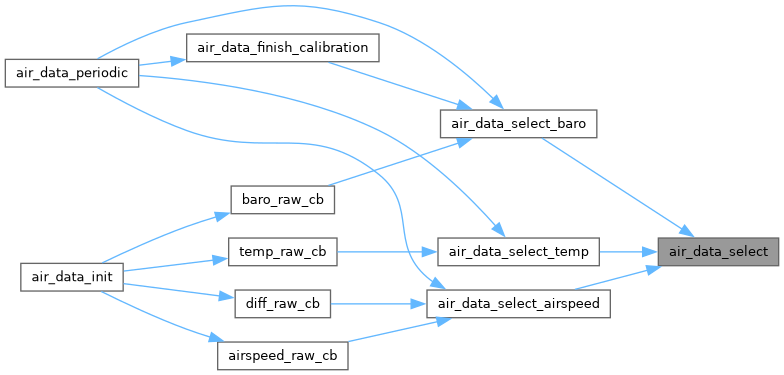 air_data_finish_calibration
air_data_periodic
air_data_select_baro
baro_raw_cb
temp_raw_cb
air_data_select_temp
air_data_select
air_data_init
diff_raw_cb
air_data_select_airspeed
airspeed_raw_cb